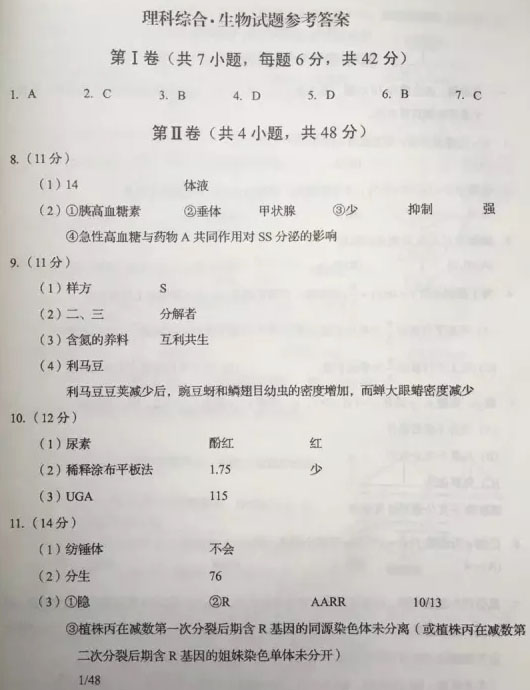 理科综合·生物试题参考答案
第Ⅰ卷（共7小题，每题6分，共42分）
1. A 2. C 3. B 4. D 5. D 6. B 7. C
第Ⅱ卷（共4小题，共48分）
8.（11分）
（1）14 体液
（2）①胰高血糖素 ②垂体 甲状腺 ③少 抑制 强
④急性高血糖与药物A共同作用对SS分泌的影响
9.（11分）
（1）样方 S
（2）二、三 分解者
（3）含氮的养料 互利共生
（4）利马豆
利马豆豆荚减少后，豌豆蚜和鳞翅目幼虫的密度增加，而蝉大眼蝽密度减少
10.（12分）
（1）尿素 酚红 红
（2）稀释涂布平板法 1.75 少
（3）UGA 115
11.（14分）
（1）纺锤体 不会
（2）分生 76
（3）①隐 ②R AARR 10/13
③植株丙在减数第一次分裂后期含R基因的同源染色体未分离（或植株丙在减数第
二次分裂后期含R基因的姐妹染色单体未分开）
1/48